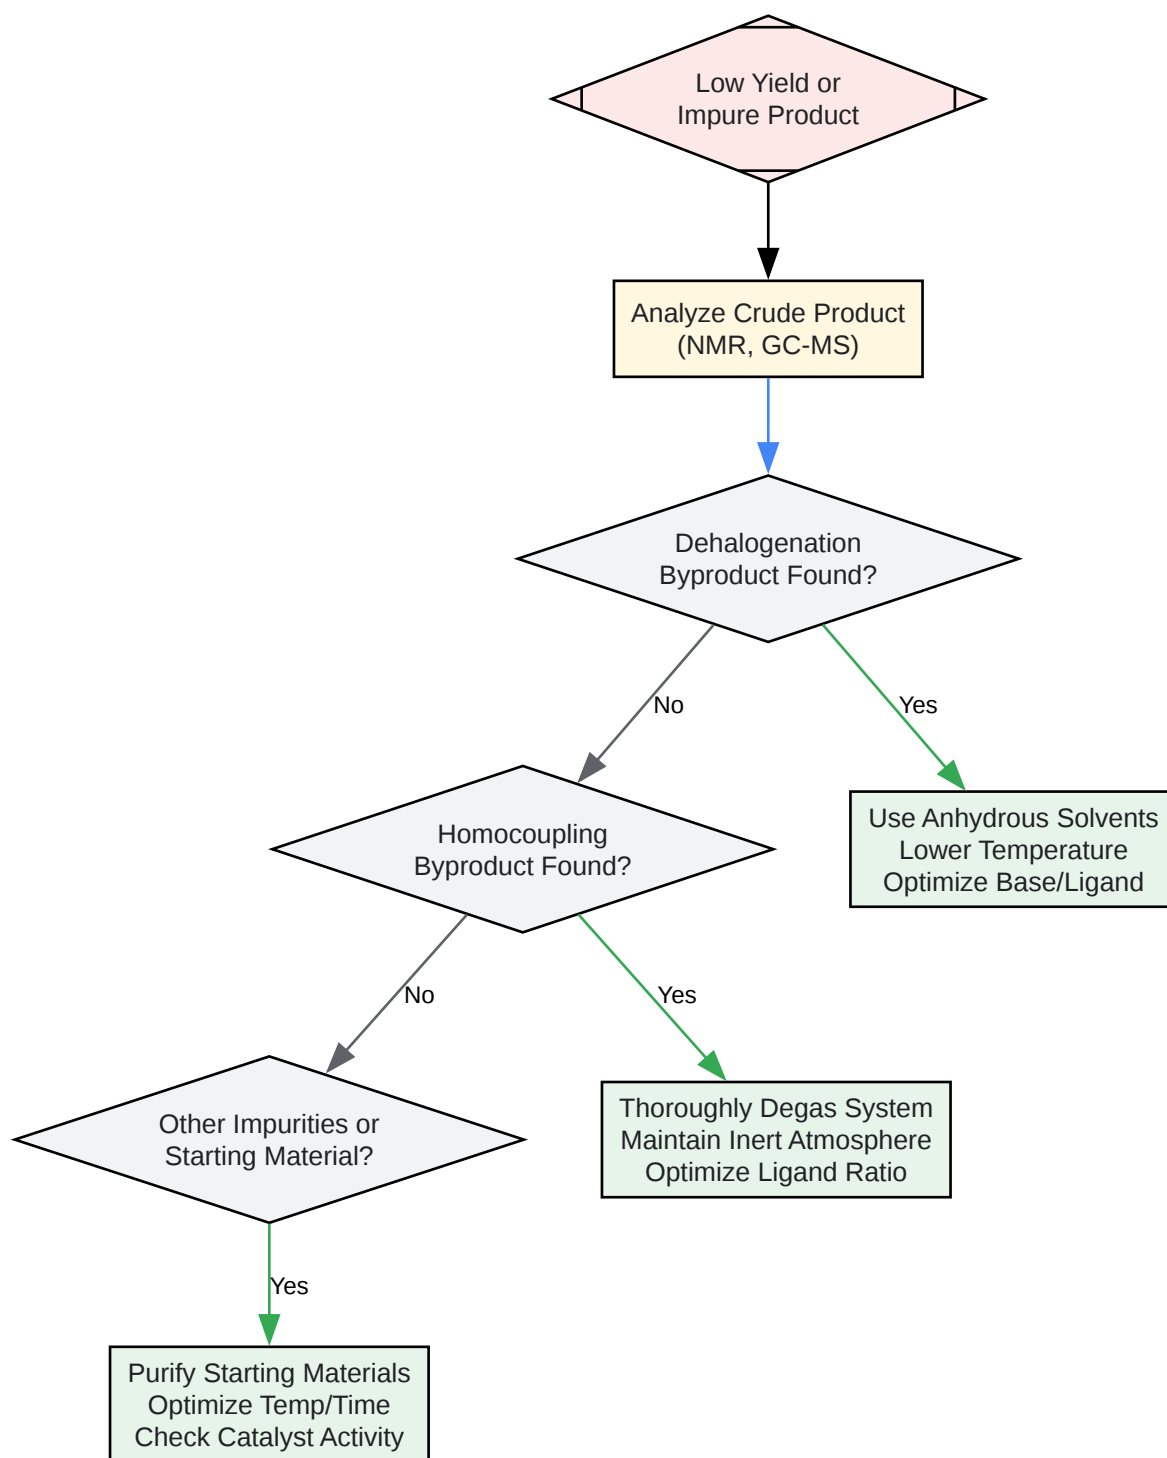 Low Yield or
Impure Product
Analyze Crude Product
(NMR, GC-MS)
Dehalogenation
Byproduct Found?
No
Yes
Homocoupling
Byproduct Found?
Use Anhydrous Solvents
Lower Temperature
Optimize Base/Ligand
No
Yes
Other Impurities or
Starting Material?
Thoroughly Degas System
Maintain Inert Atmosphere
Optimize Ligand Ratio
Yes
Purify Starting Materials
Optimize Temp/Time
Check Catalyst Activity